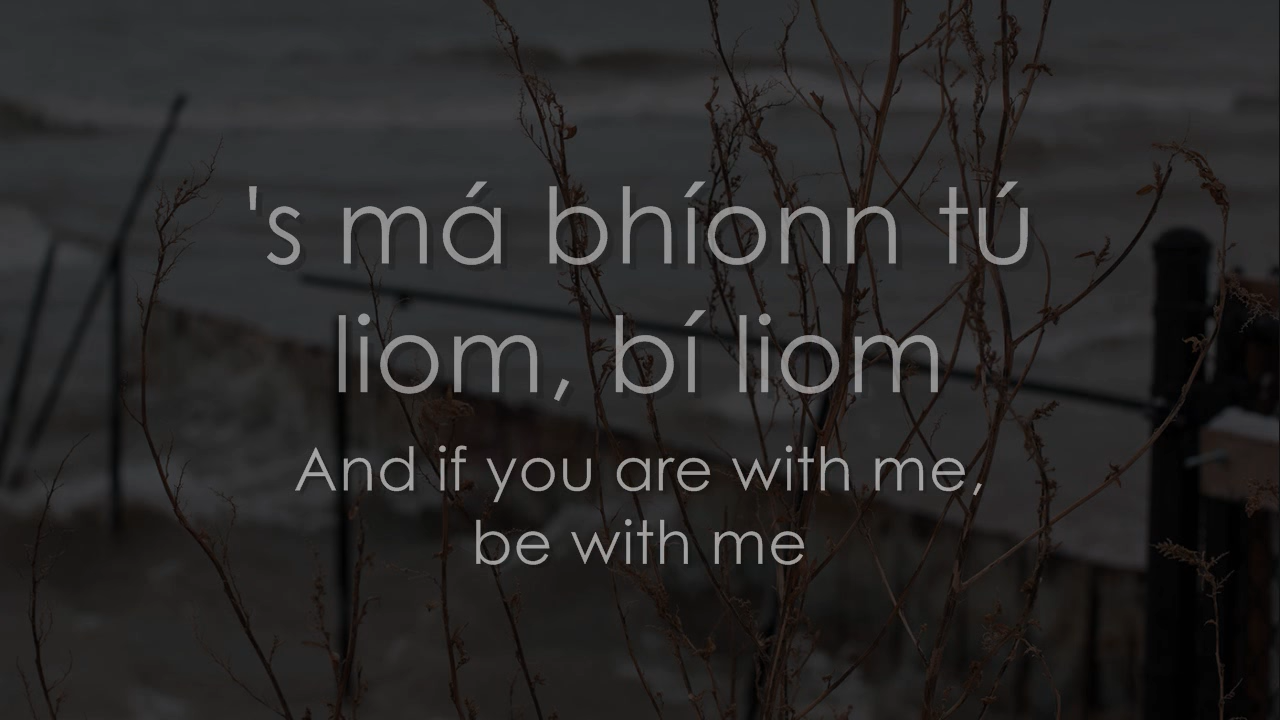 's má bhíonn tú
liom, bí liom
And if you are with me,
be with me